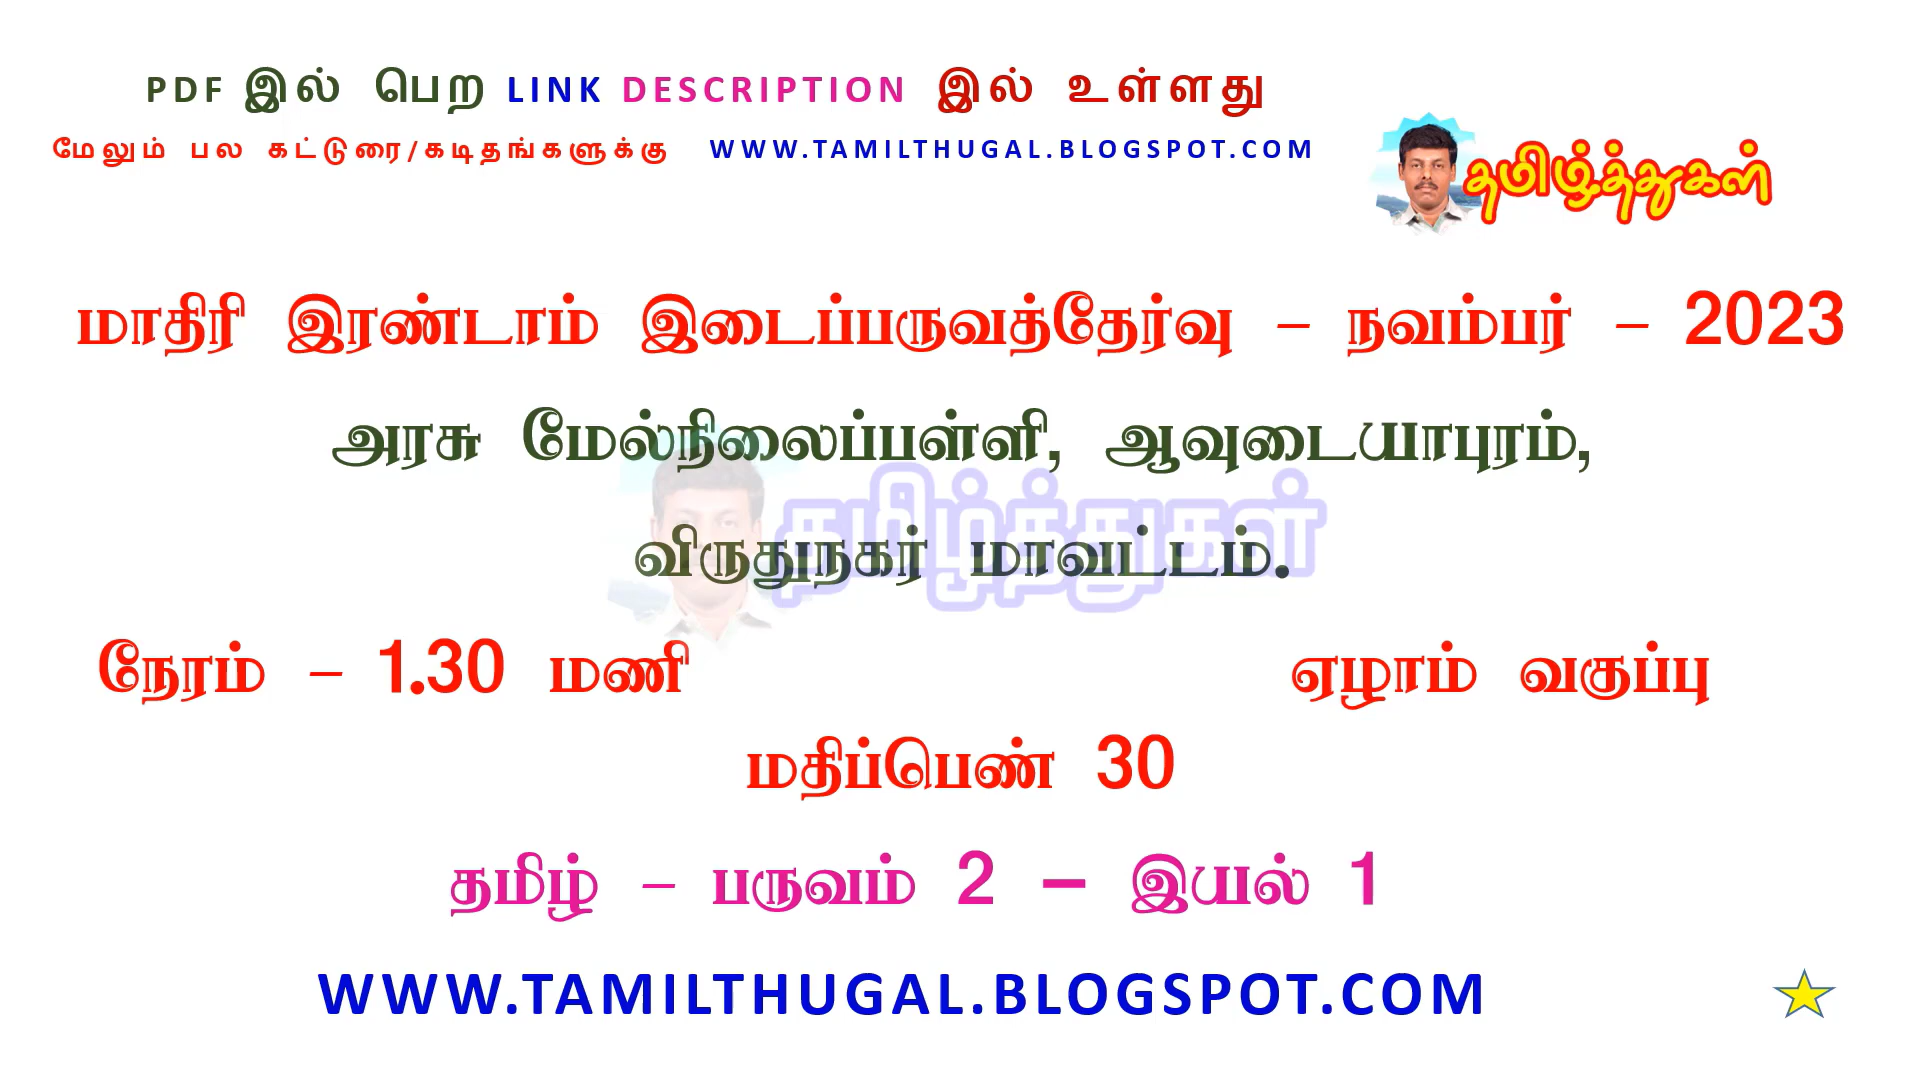 PDF இல் பெற LINK DESCRIPTION இல் உள்ளது
மேலும் பல கட்டுரை/கடிதங்களுக்கு WWW.TAMILTHUGAL.BLOGSPOT.COM
தமிழ்த்துகள்
மாதிரி இரண்டாம் இடைப்பருவத்தேர்வு - நவம்பர் - 2023
அரசு மேல்நிலைப்பள்ளி, ஆவுடையாபுரம்,
தமிழ்த்துகள்
விருதுநகர் மாவட்டம்.
நேரம் - 1.30 மணி ஏழாம் வகுப்பு
மதிப்பெண் 30
தமிழ் - பருவம் 2 - இயல் 1
WWW.TAMILTHUGAL.BLOGSPOT.COM